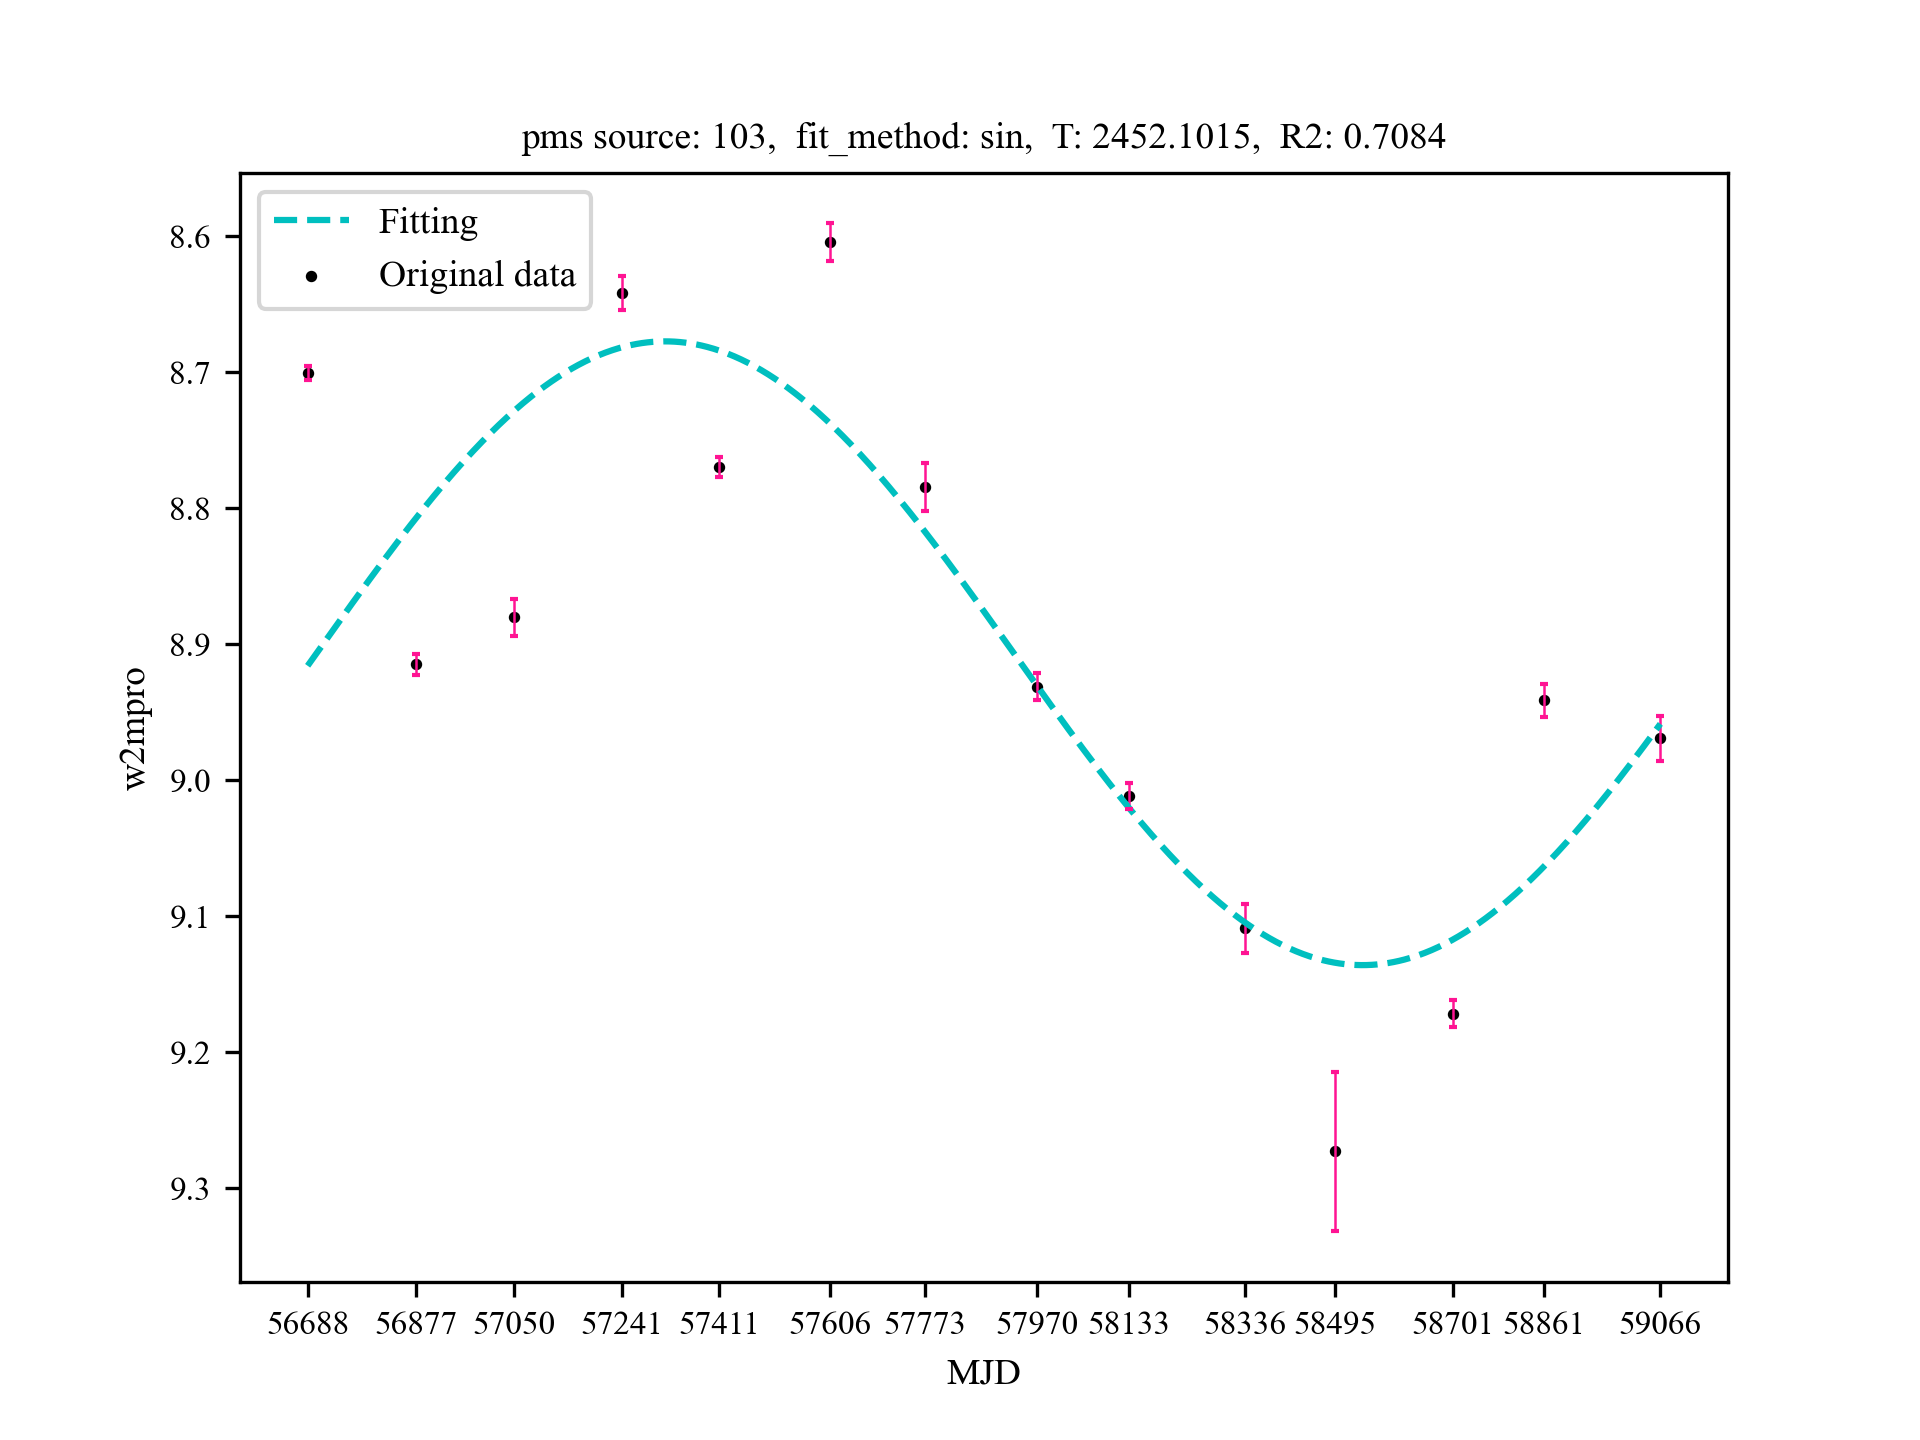 pms source: 103,  fit_method: sin,  T: 2452.1015,  R2: 0.7084
Fitting
Original data
8.6
8.7
8.8
8.9
9.0
9.1
9.2
9.3
w2mpro
56688 56877 57050 57241 57411 57606 57773 57970 58133 58336 58495 58701 58861 59066
MJD